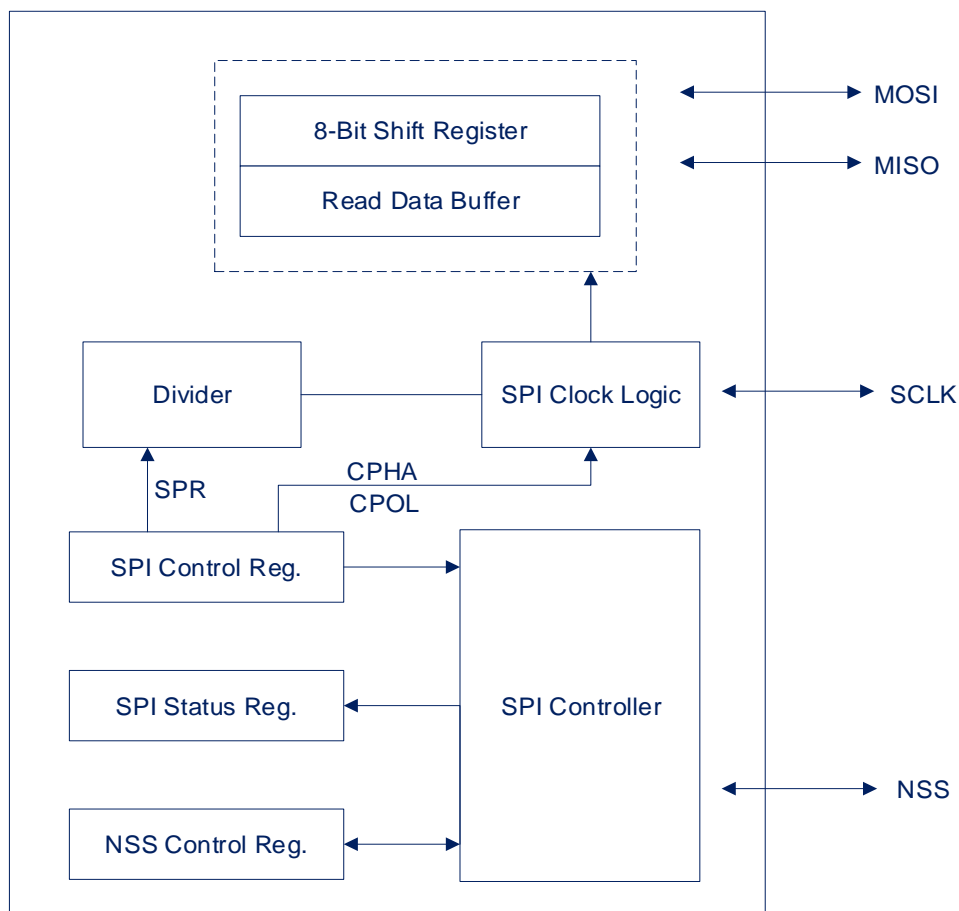 MOSI
8-Bit Shift Register
MISO
Read Data Buffer
Divider
SPI Clock Logic
SCLK
CPHA
SPR
CPOL
SPI Control Reg.
SPI Status Reg.
SPI Controller
NSS
NSS Control Reg.